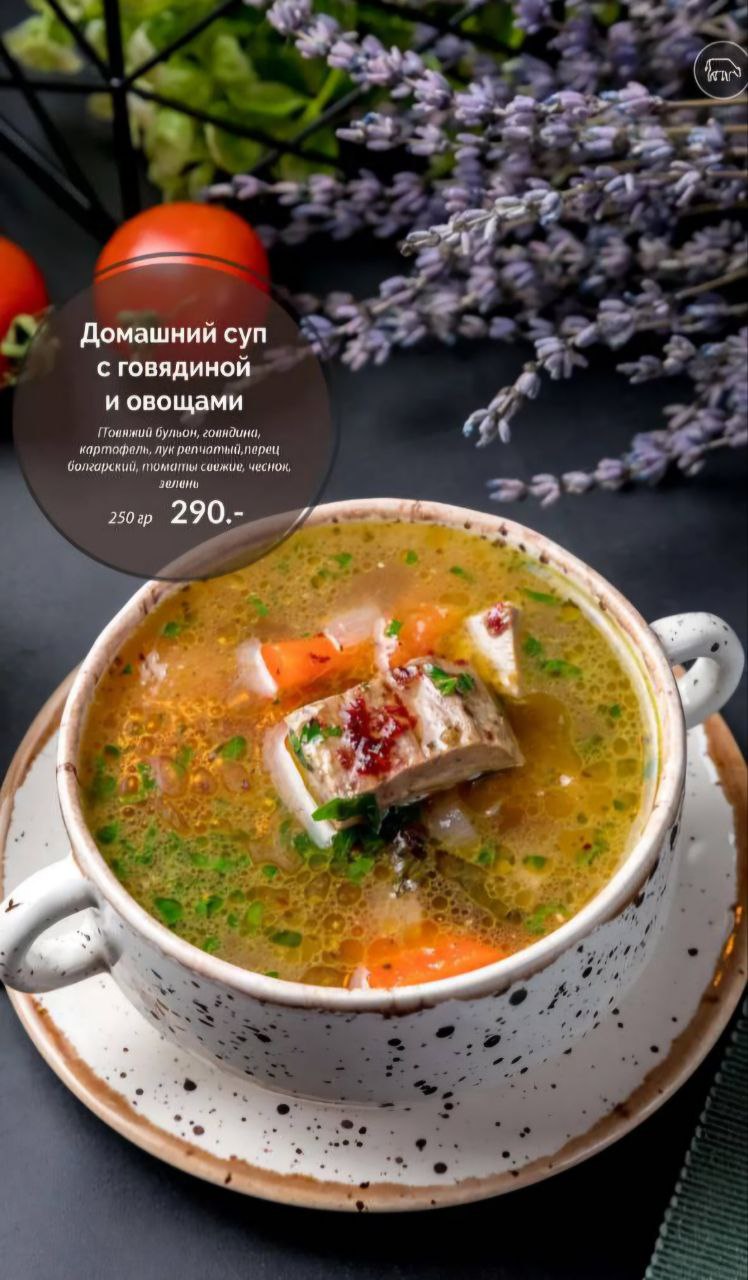 Домашний суп
с говядиной
и овощами
Говяжий бульон, говядина,
картофель, лук репчатый,перец
болгарский, томаты свежие, чеснок,
зелень
250 гр 290.-